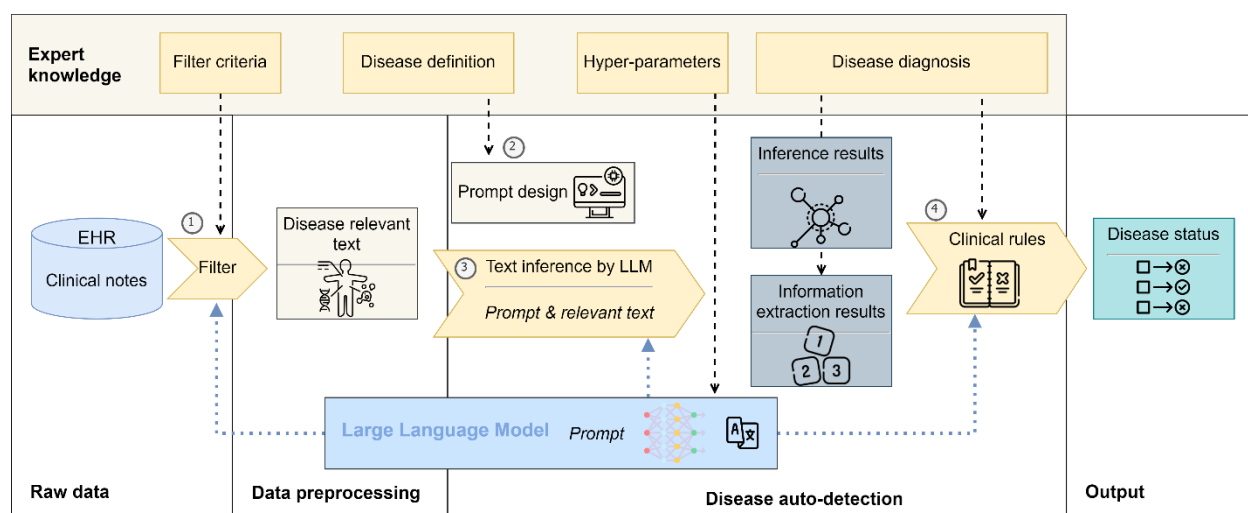 Expert
knowledge
Filter criteria
Disease definition
Hyper-parameters
Disease diagnosis
EHR
Clinical notes
1
Filter
Disease relevant
text
2
Prompt design
3
Text inference by LLM
Prompt & relevant text
Inference results
Information
extraction results
1
2 3
4
Clinical rules
Disease status
Large Language Model
Prompt
A 文
Raw data
Data preprocessing
Disease auto-detection
Output